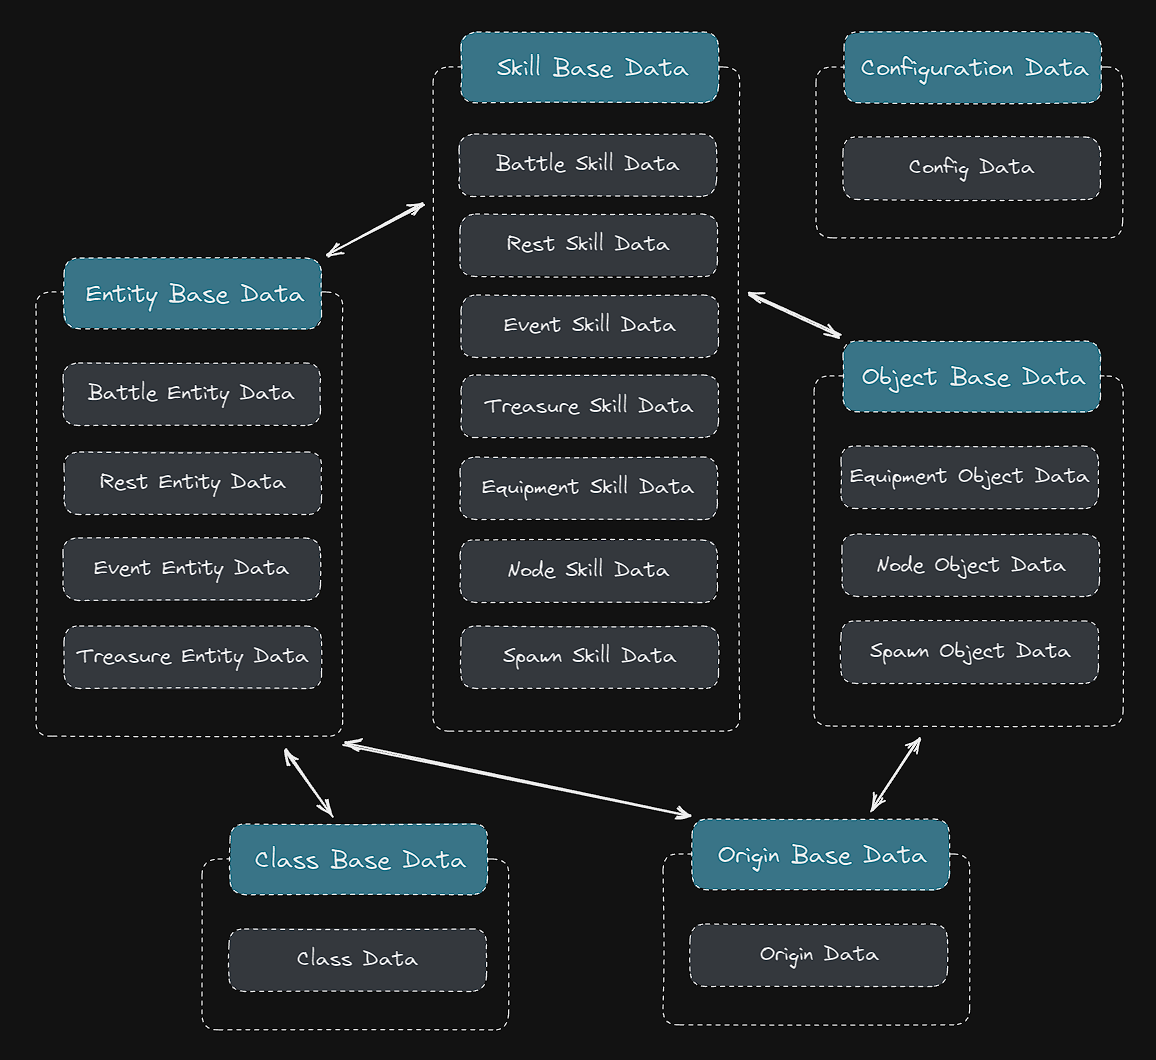 Skill Base Data
Battle Skill Data
Rest Skill Data
Event Skill Data
Treasure Skill Data
Equipment Skill Data
Node Skill Data
Spawn Skill Data
Configuration Data
Config Data
Entity Base Data
Battle Entity Data
Rest Entity Data
Event Entity Data
Treasure Entity Data
Object Base Data
Equipment Object Data
Node Object Data
Spawn Object Data
Class Base Data
Class Data
Origin Base Data
Origin Data